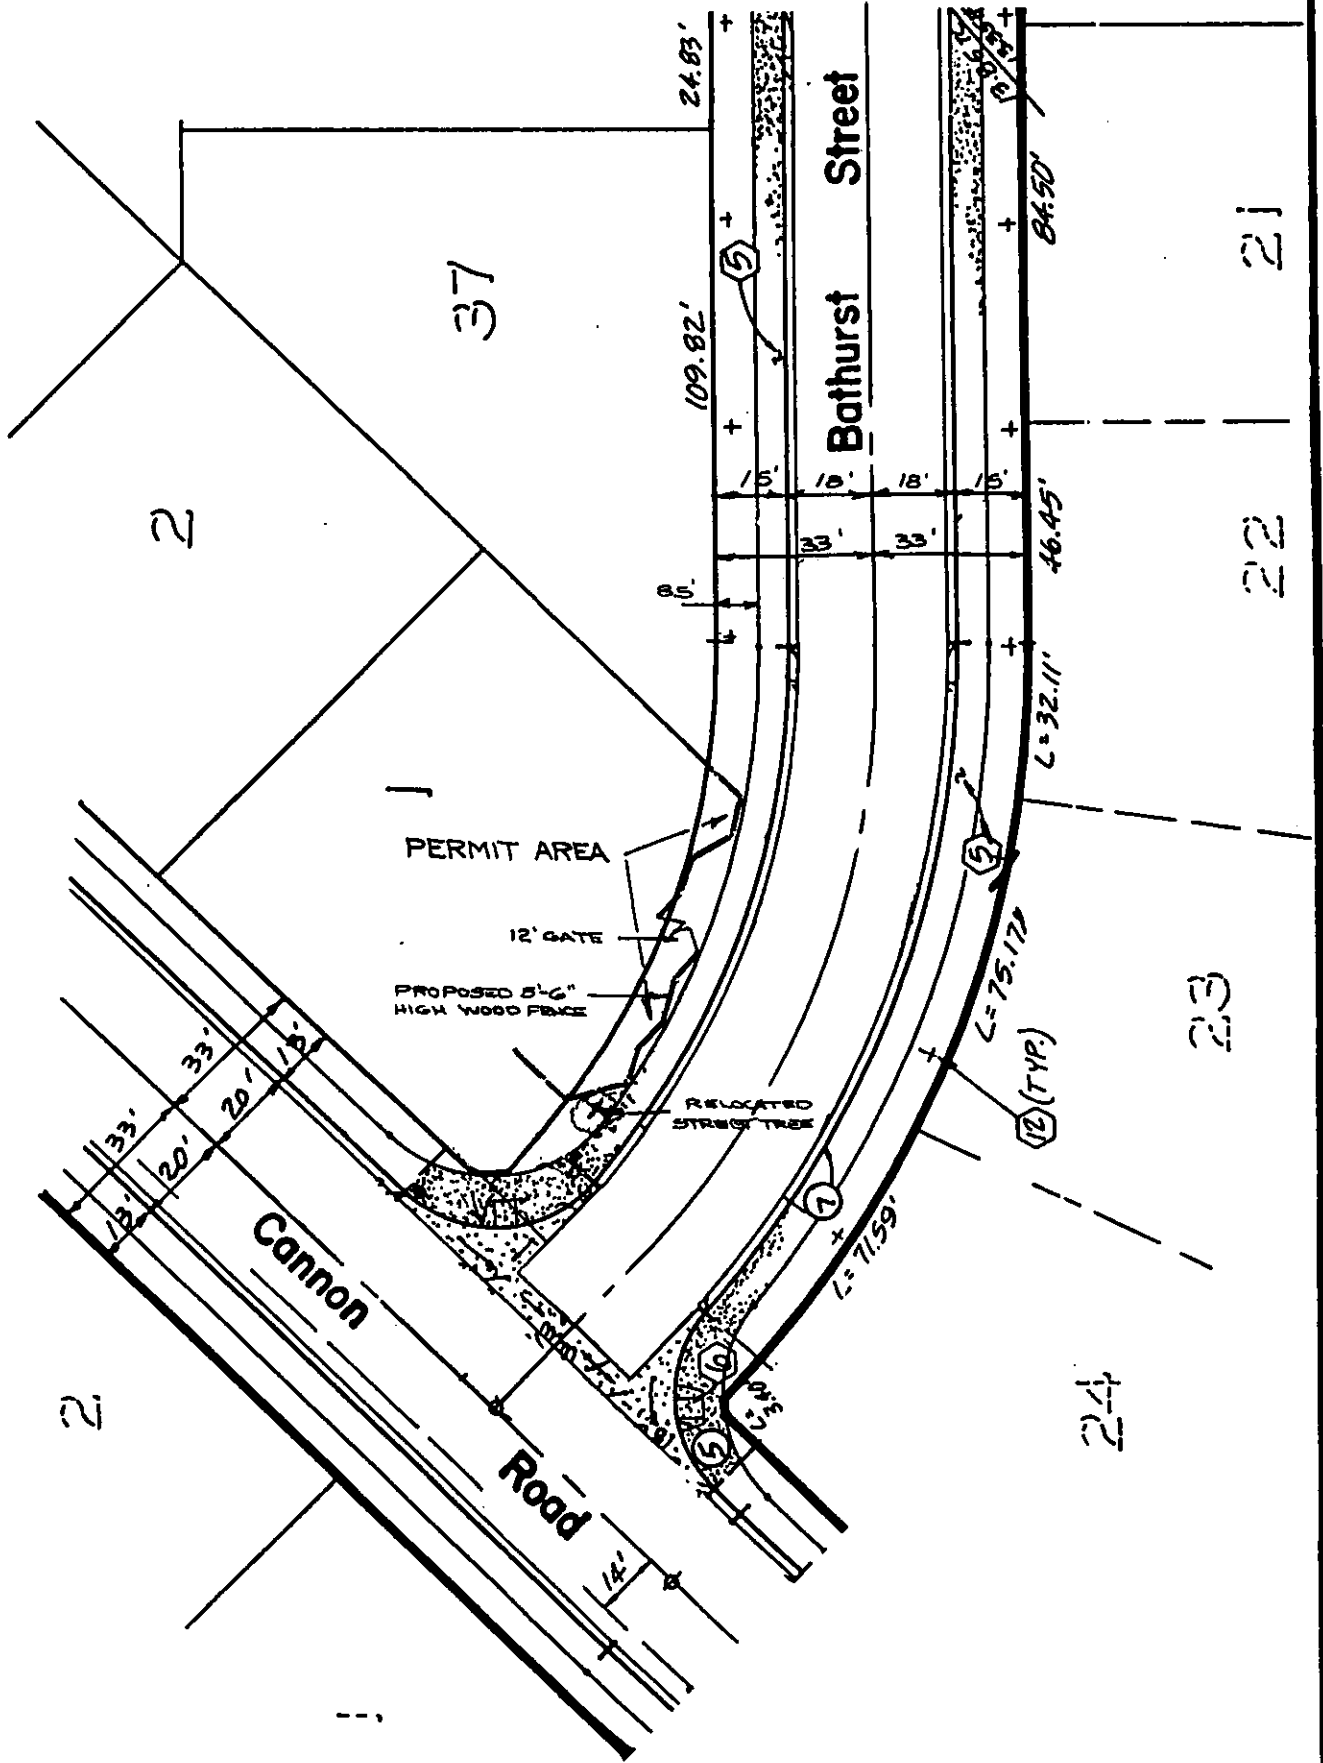 24.83'
84.50'
Bathurst Street
37
21
109.82'
5
2
15'
18'
18'
15'
33'
33'
8.5'
46.45'
22
L=32.11'
1
PERMIT AREA
12' GATE
PROPOSED 5'-6"
HIGH WOOD FENCE
RELOCATED
STREET TREE
5
L=75.17'
23
12 (TYP.)
33'
33'
13'
20'
20'
13'
Cannon Road
7
L=71.59'
6
5
24
2
14'
1